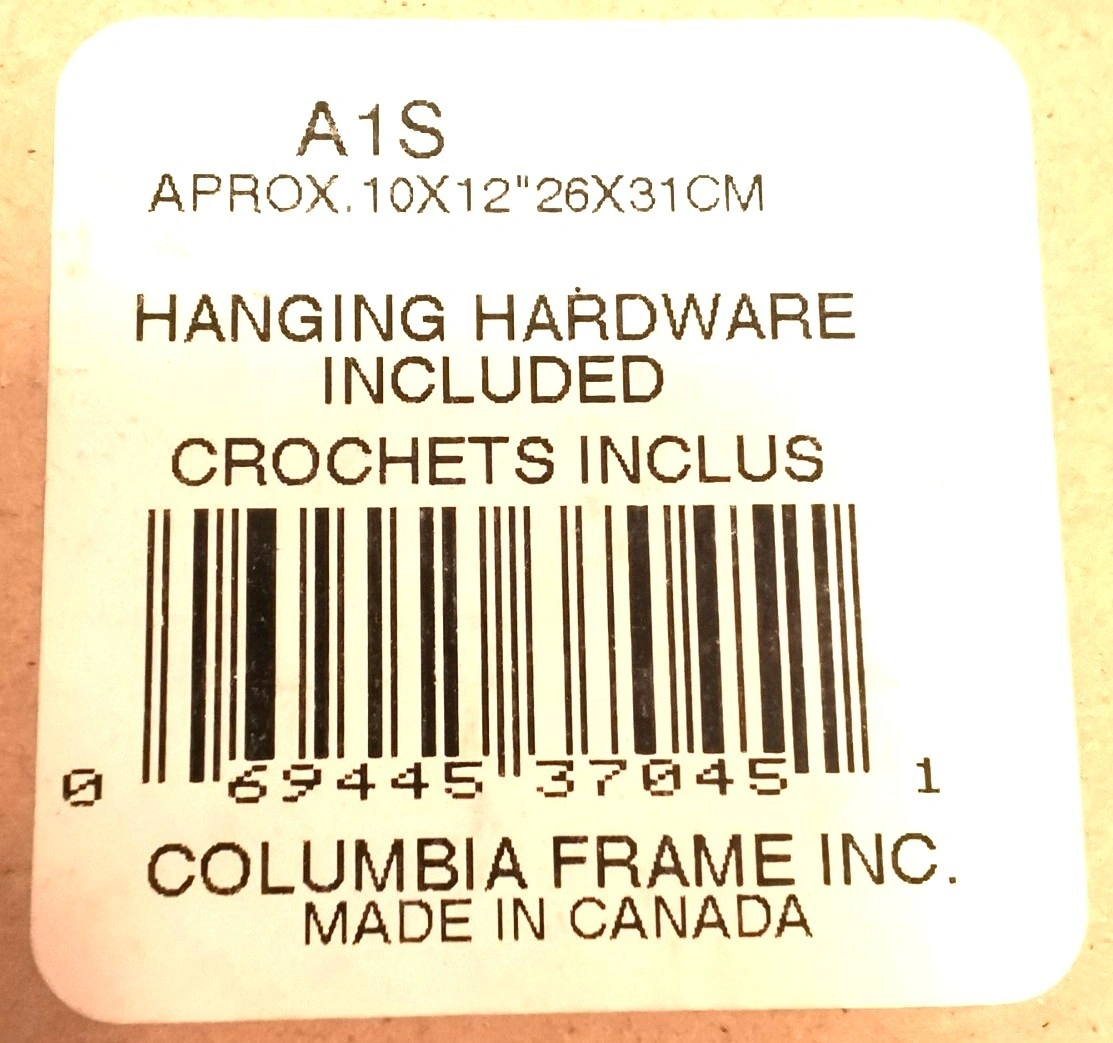 A1S
APROX.10X12"26X31CM
HANGING HARDWARE
INCLUDED
CROCHETS INCLUS
0 69445 37045 1
COLUMBIA FRAME INC.
MADE IN CANADA